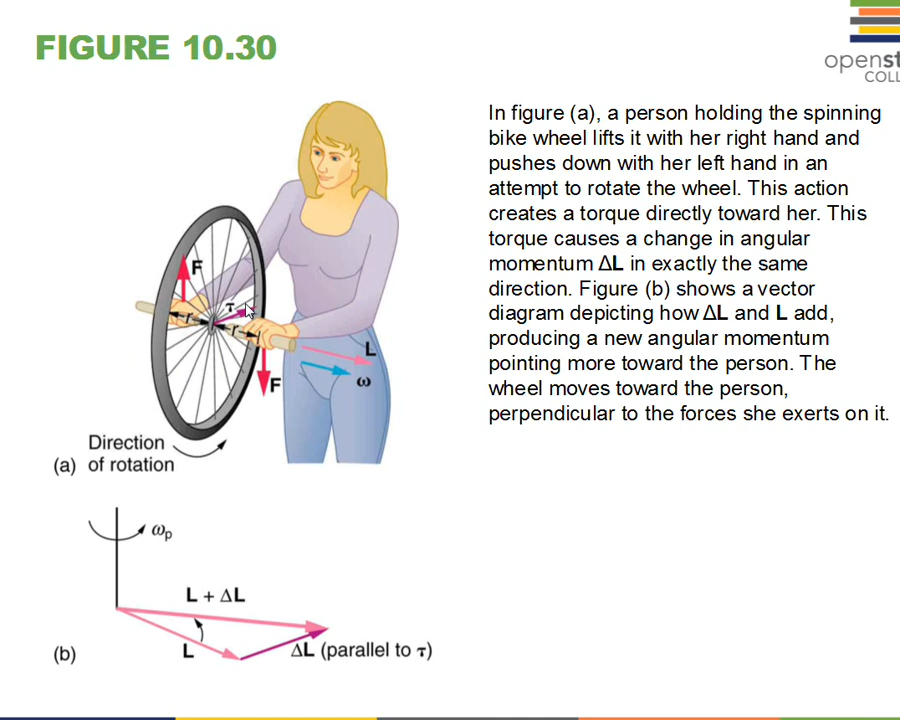 FIGURE 10.30
openst
COLL
In figure (a), a person holding the spinning
bike wheel lifts it with her right hand and
pushes down with her left hand in an
attempt to rotate the wheel. This action
creates a torque directly toward her. This
torque causes a change in angular
momentum ΔL in exactly the same
direction. Figure (b) shows a vector
diagram depicting how ΔL and L add,
producing a new angular momentum
pointing more toward the person. The
wheel moves toward the person,
perpendicular to the forces she exerts on it.
F
τ
r
r
L
F
ω
Direction
(a) of rotation
ωp
L + ΔL
L
ΔL (parallel to τ)
(b)